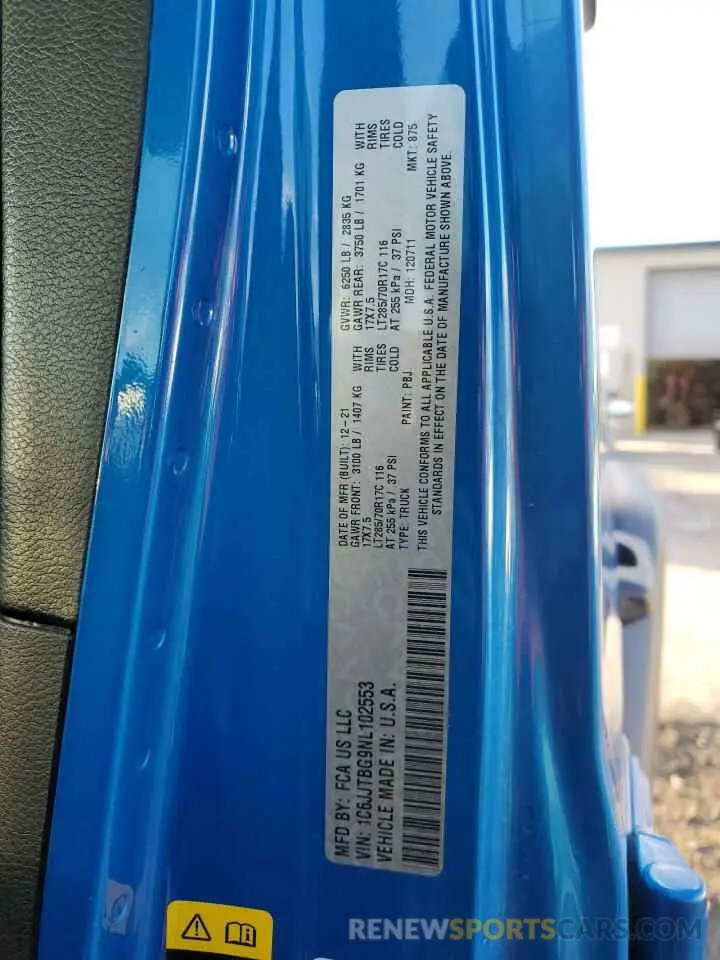 MFD BY: FCA US LLC
VIN: 1C6JJTBG9NL102553
VEHICLE MADE IN: U.S.A.
DATE OF MFR (BUILT): 12-21
GAWR FRONT: 3100 LB / 1407 KG WITH
17X7.5 RIMS
LT285/70R17C 116 TIRES
AT 255 kPa / 37 PSI COLD
TYPE: TRUCK PAINT: PBJ
GVWR: 6250 LB / 2835 KG
GAWR REAR: 3750 LB / 1701 KG WITH
17X7.5 RIMS
LT285/70R17C 116 TIRES
AT 255 kPa / 37 PSI COLD
MDH: 120711 MKT: 875
THIS VEHICLE CONFORMS TO ALL APPLICABLE U.S.A. FEDERAL MOTOR VEHICLE SAFETY
STANDARDS IN EFFECT ON THE DATE OF MANUFACTURE SHOWN ABOVE.
RENEWSPORTSCARS.COM